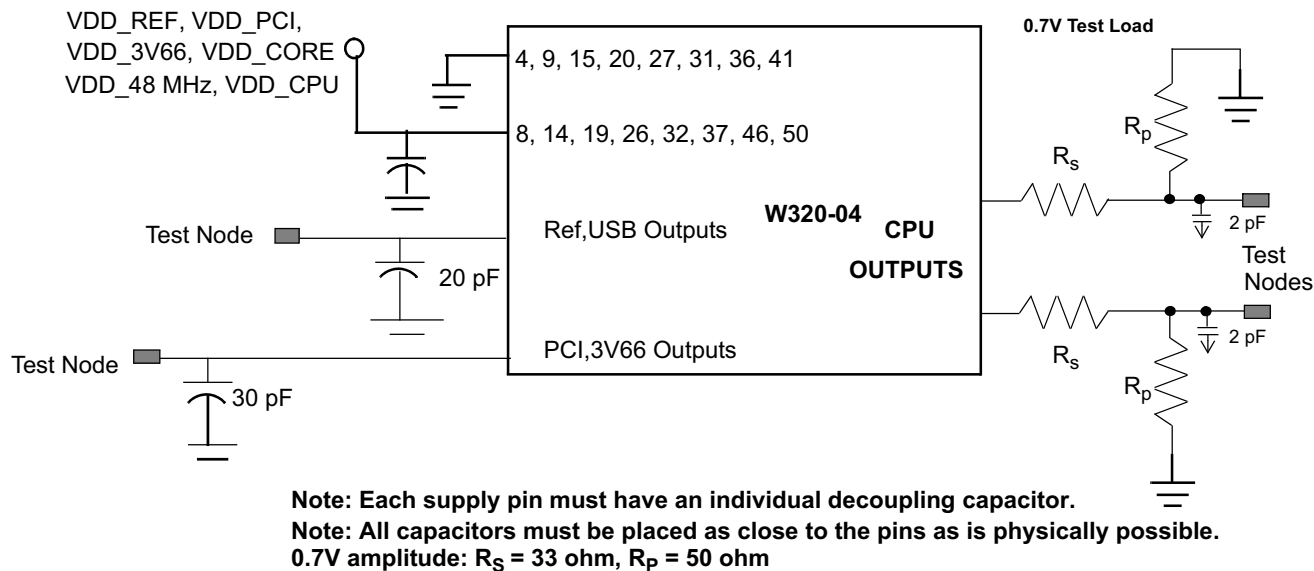 VDD_REF, VDD_PCI,
VDD_3V66, VDD_CORE
VDD_48 MHz, VDD_CPU
4, 9, 15, 20, 27, 31, 36, 41
8, 14, 19, 26, 32, 37, 46, 50
0.7V Test Load
Rp
Rs
2 pF
W320-04
CPU
OUTPUTS
Test Node
Ref,USB Outputs
20 pF
Test
Nodes
2 pF
Rs
Rp
Test Node
PCI,3V66 Outputs
30 pF
Note: Each supply pin must have an individual decoupling capacitor.
Note: All capacitors must be placed as close to the pins as is physically possible.
0.7V amplitude: RS = 33 ohm, RP = 50 ohm